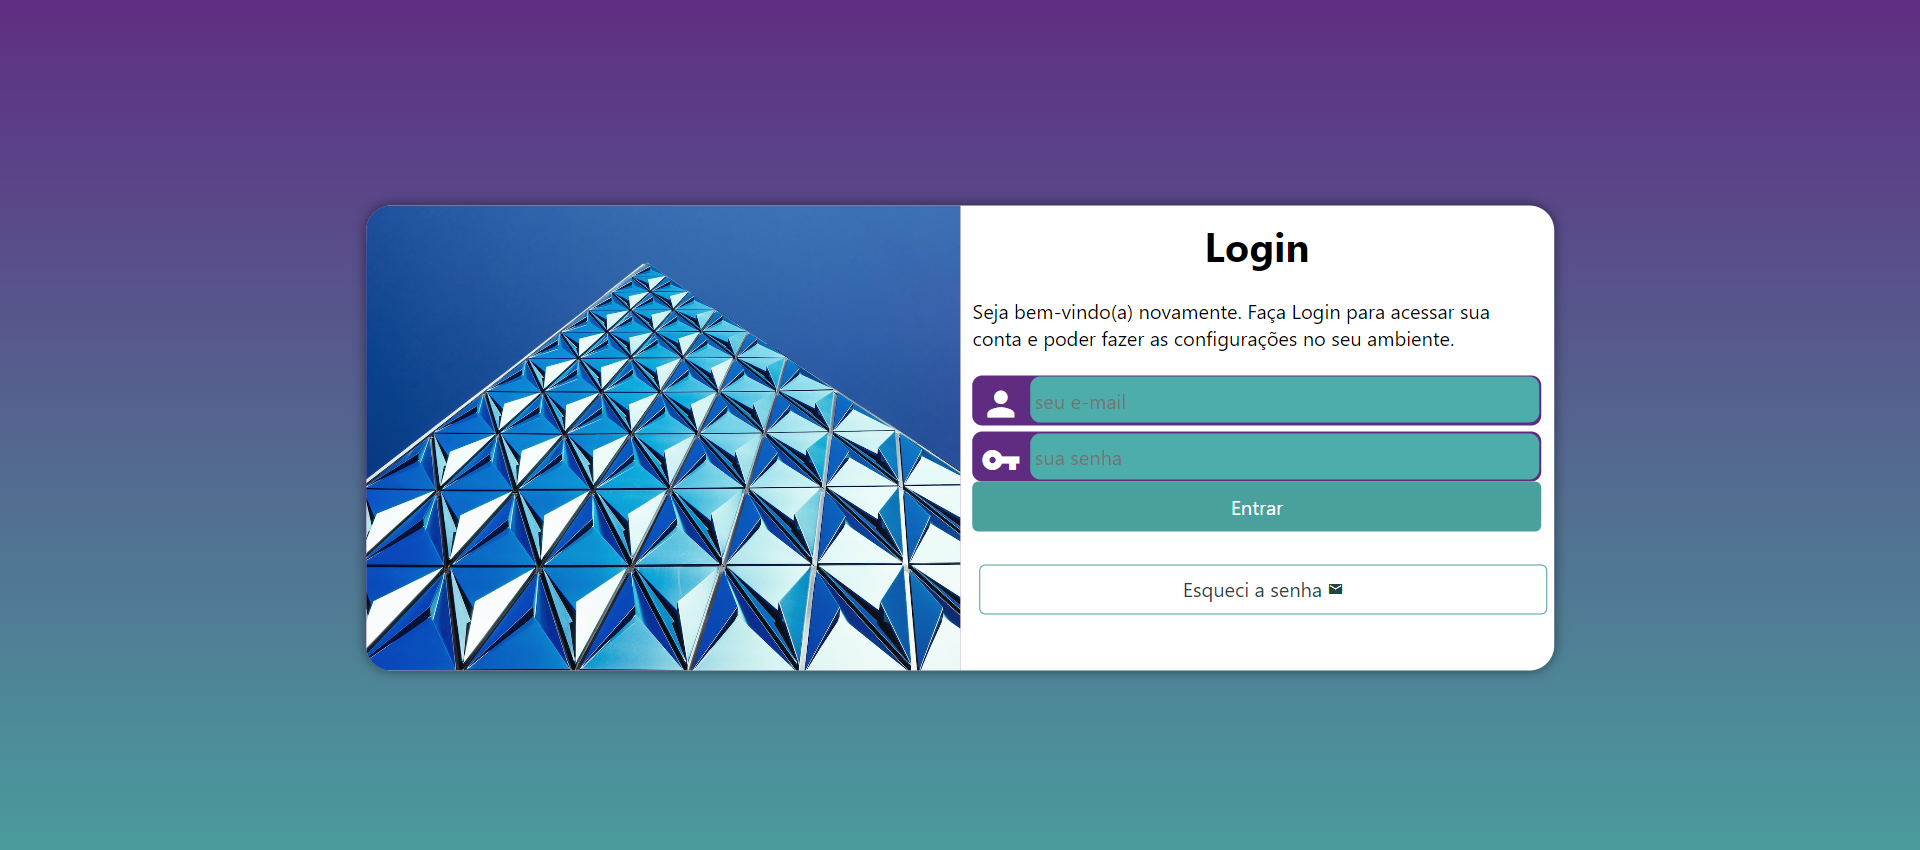 Login
Seja bem-vindo(a) novamente. Faça Login para acessar sua
conta e poder fazer as configurações no seu ambiente.
seu e-mail
sua senha
Entrar
Esqueci a senha